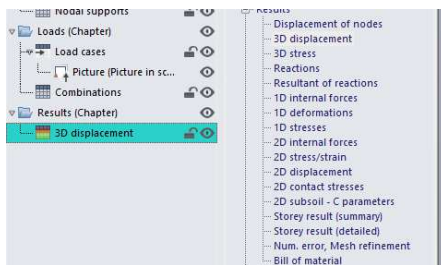 Nodal supports
Loads (Chapter)
Load cases
Picture (Picture in sc...
Combinations
Results (Chapter)
3D displacement
Results
Displacement of nodes
3D displacement
3D stress
Reactions
Resultant of reactions
1D internal forces
1D deformations
1D stresses
2D internal forces
2D stress/strain
2D displacement
2D contact stresses
2D subsoil - C parameters
Storey result (summary)
Storey result (detailed)
Num. error, Mesh refinement
Bill of material